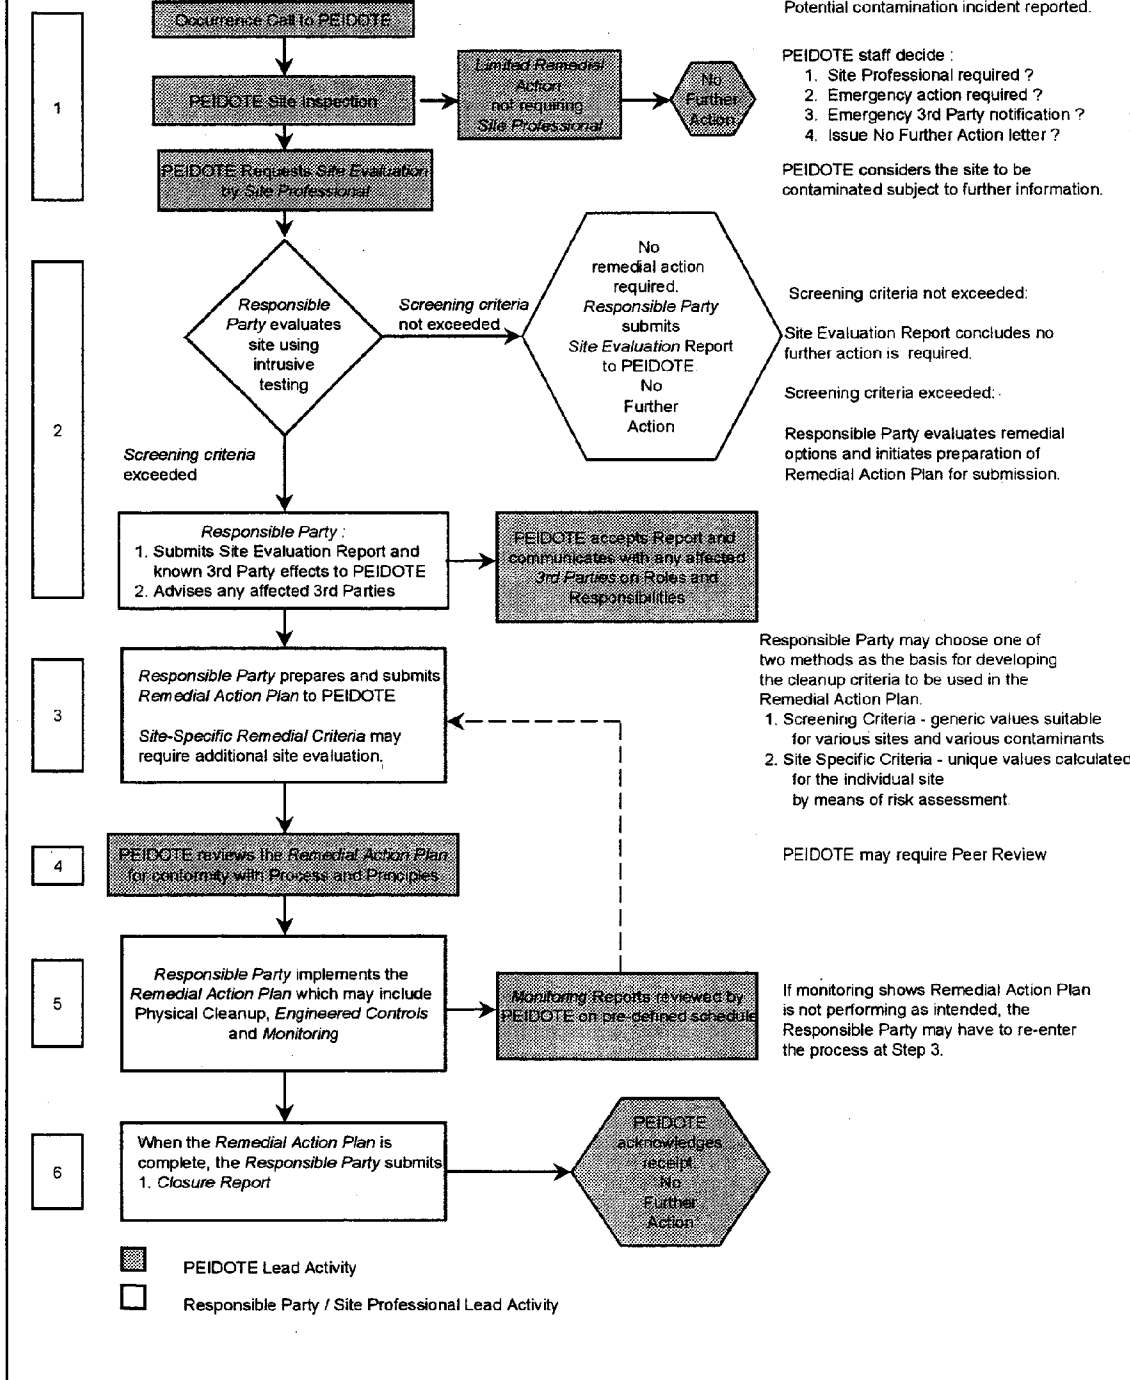 Occurrence Call to PEIDOTE
Potential contamination incident reported.
1
PEIDOTE Site Inspection
Limited Remedial
Action
not requiring
Site Professional
No
Further
Action
PEIDOTE staff decide :
1. Site Professional required ?
2. Emergency action required ?
3. Emergency 3rd Party notification ?
4. Issue No Further Action letter ?
PEIDOTE Requests Site Evaluation
by Site Professional
PEIDOTE considers the site to be
contaminated subject to further information.
2
Responsible
Party evaluates
site using
intrusive
testing
Screening criteria
not exceeded
No
remedial action
required.
Responsible Party
submits
Site Evaluation Report
to PEIDOTE.
No
Further
Action
Screening criteria not exceeded:
Site Evaluation Report concludes no
further action is required.
Screening criteria exceeded:
Responsible Party evaluates remedial
options and initiates preparation of
Remedial Action Plan for submission.
Screening criteria
exceeded
Responsible Party :
1. Submits Site Evaluation Report and
known 3rd Party effects to PEIDOTE
2. Advises any affected 3rd Parties
PEIDOTE accepts Report and
communicates with any affected
3rd Parties on Roles and
Responsibilities
3
Responsible Party prepares and submits
Remedial Action Plan to PEIDOTE
Site-Specific Remedial Criteria may
require additional site evaluation.
Responsible Party may choose one of
two methods as the basis for developing
the cleanup criteria to be used in the
Remedial Action Plan.
1. Screening Criteria - generic values suitable
for various sites and various contaminants
2. Site Specific Criteria - unique values calculated
for the individual site
by means of risk assessment.
4
PEIDOTE reviews the Remedial Action Plan
for conformity with Process and Principles
PEIDOTE may require Peer Review
5
Responsible Party implements the
Remedial Action Plan which may include
Physical Cleanup, Engineered Controls
and Monitoring
Monitoring Reports reviewed by
PEIDOTE on pre-defined schedule
If monitoring shows Remedial Action Plan
is not performing as intended, the
Responsible Party may have to re-enter
the process at Step 3.
6
When the Remedial Action Plan is
complete, the Responsible Party submits
1. Closure Report
PEIDOTE
acknowledges
receipt.
No
Further
Action
PEIDOTE Lead Activity
Responsible Party / Site Professional Lead Activity